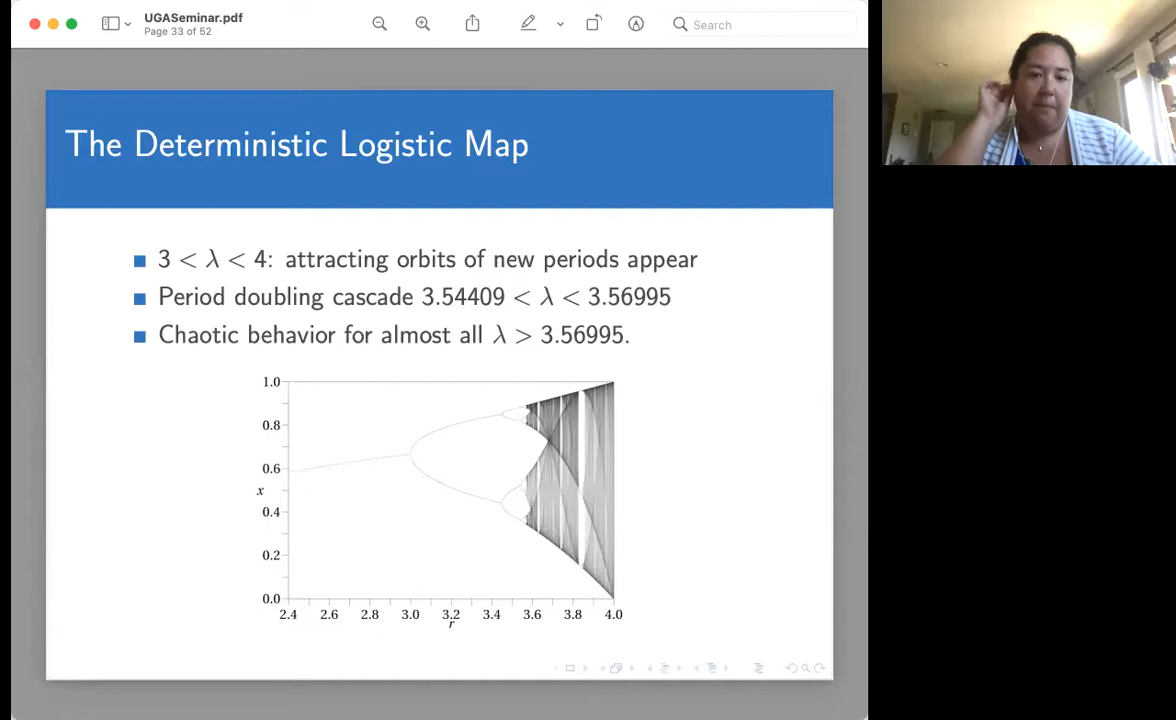 UGASeminar.pdf
Page 33 of 52
Search
The Deterministic Logistic Map
3 < λ < 4: attracting orbits of new periods appear
Period doubling cascade 3.54409 < λ < 3.56995
Chaotic behavior for almost all λ > 3.56995.
1.0
0.8
0.6
x
0.4
0.2
0.0
2.4 2.6 2.8 3.0 3.2 3.4 3.6 3.8 4.0
r